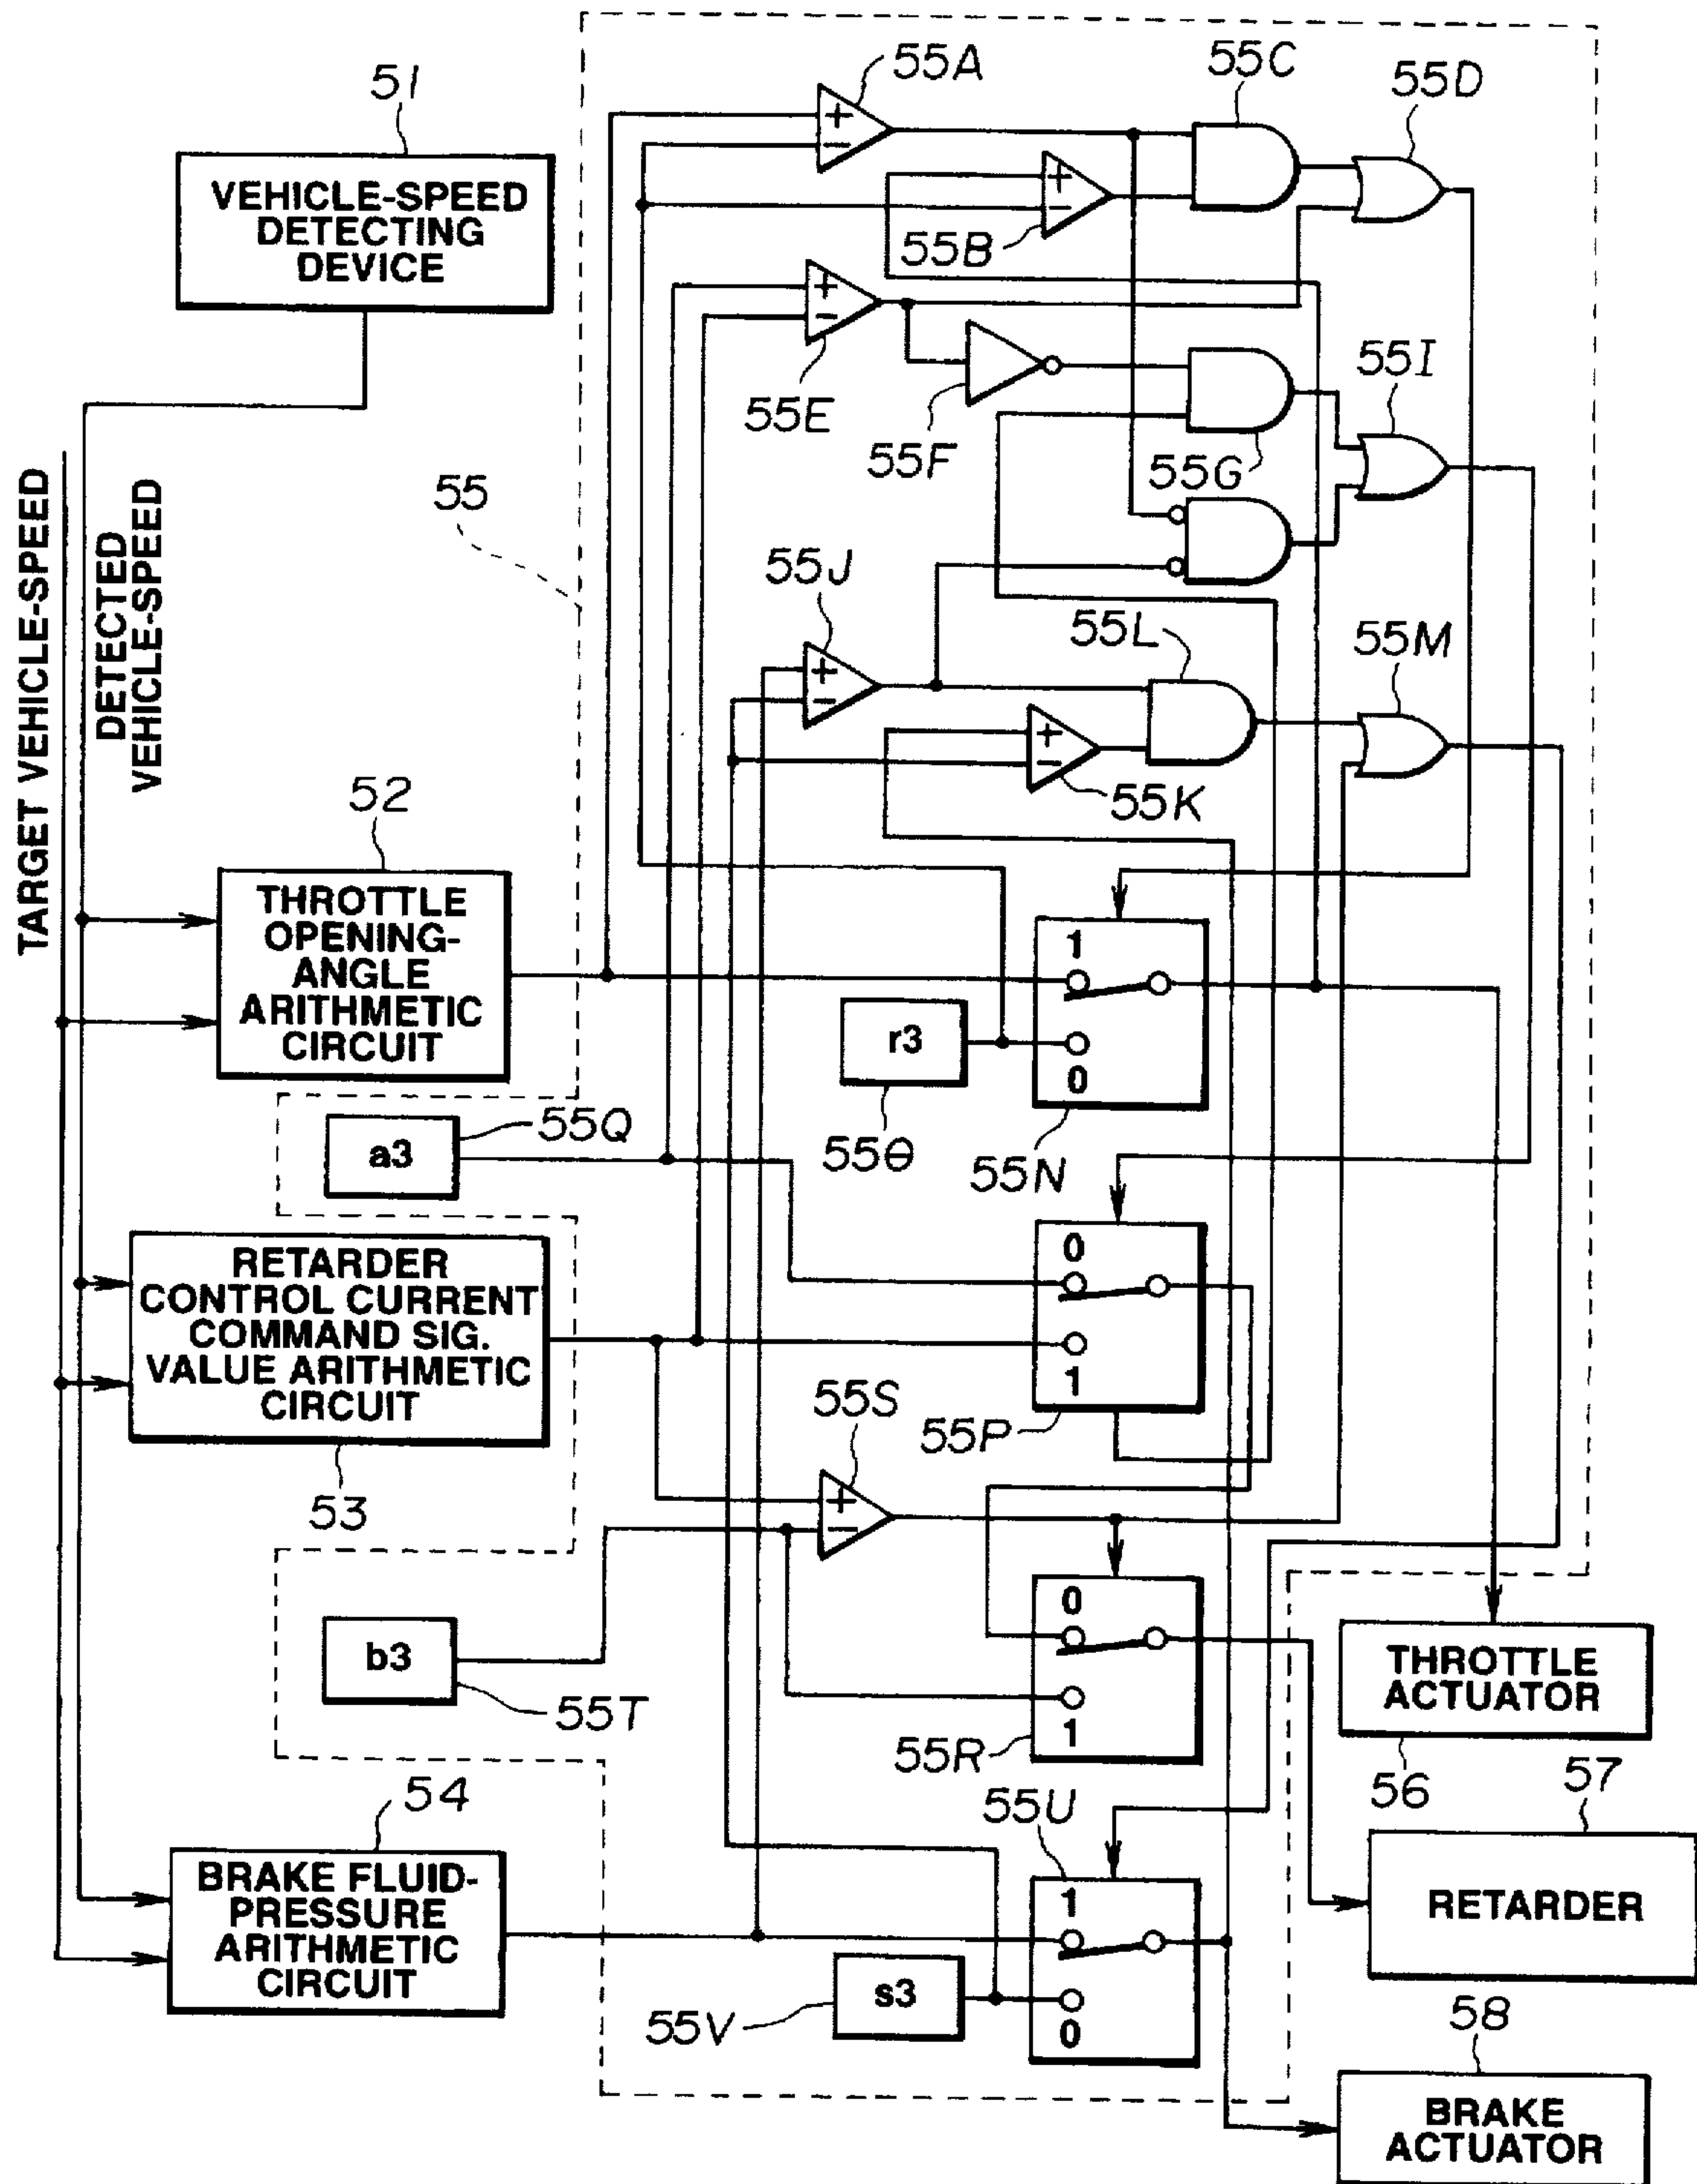 51
VEHICLE-SPEED
DETECTING
DEVICE
55A
+
−
55C
55D
+
−
55B
+
−
55E
55F
55G
55I
55
TARGET VEHICLE-SPEED
DETECTED
VEHICLE-SPEED
55J
+
−
55L
55M
+
−
55K
52
THROTTLE
OPENING-
ANGLE
ARITHMETIC
CIRCUIT
1
0
r3
55θ
55N
a3
55Q
RETARDER
CONTROL CURRENT
COMMAND SIG.
VALUE ARITHMETIC
CIRCUIT
53
0
1
55P
55S
+
−
b3
55T
0
1
55R
THROTTLE
ACTUATOR
56
57
RETARDER
54
BRAKE FLUID-
PRESSURE
ARITHMETIC
CIRCUIT
55U
1
0
s3
55V
58
BRAKE
ACTUATOR